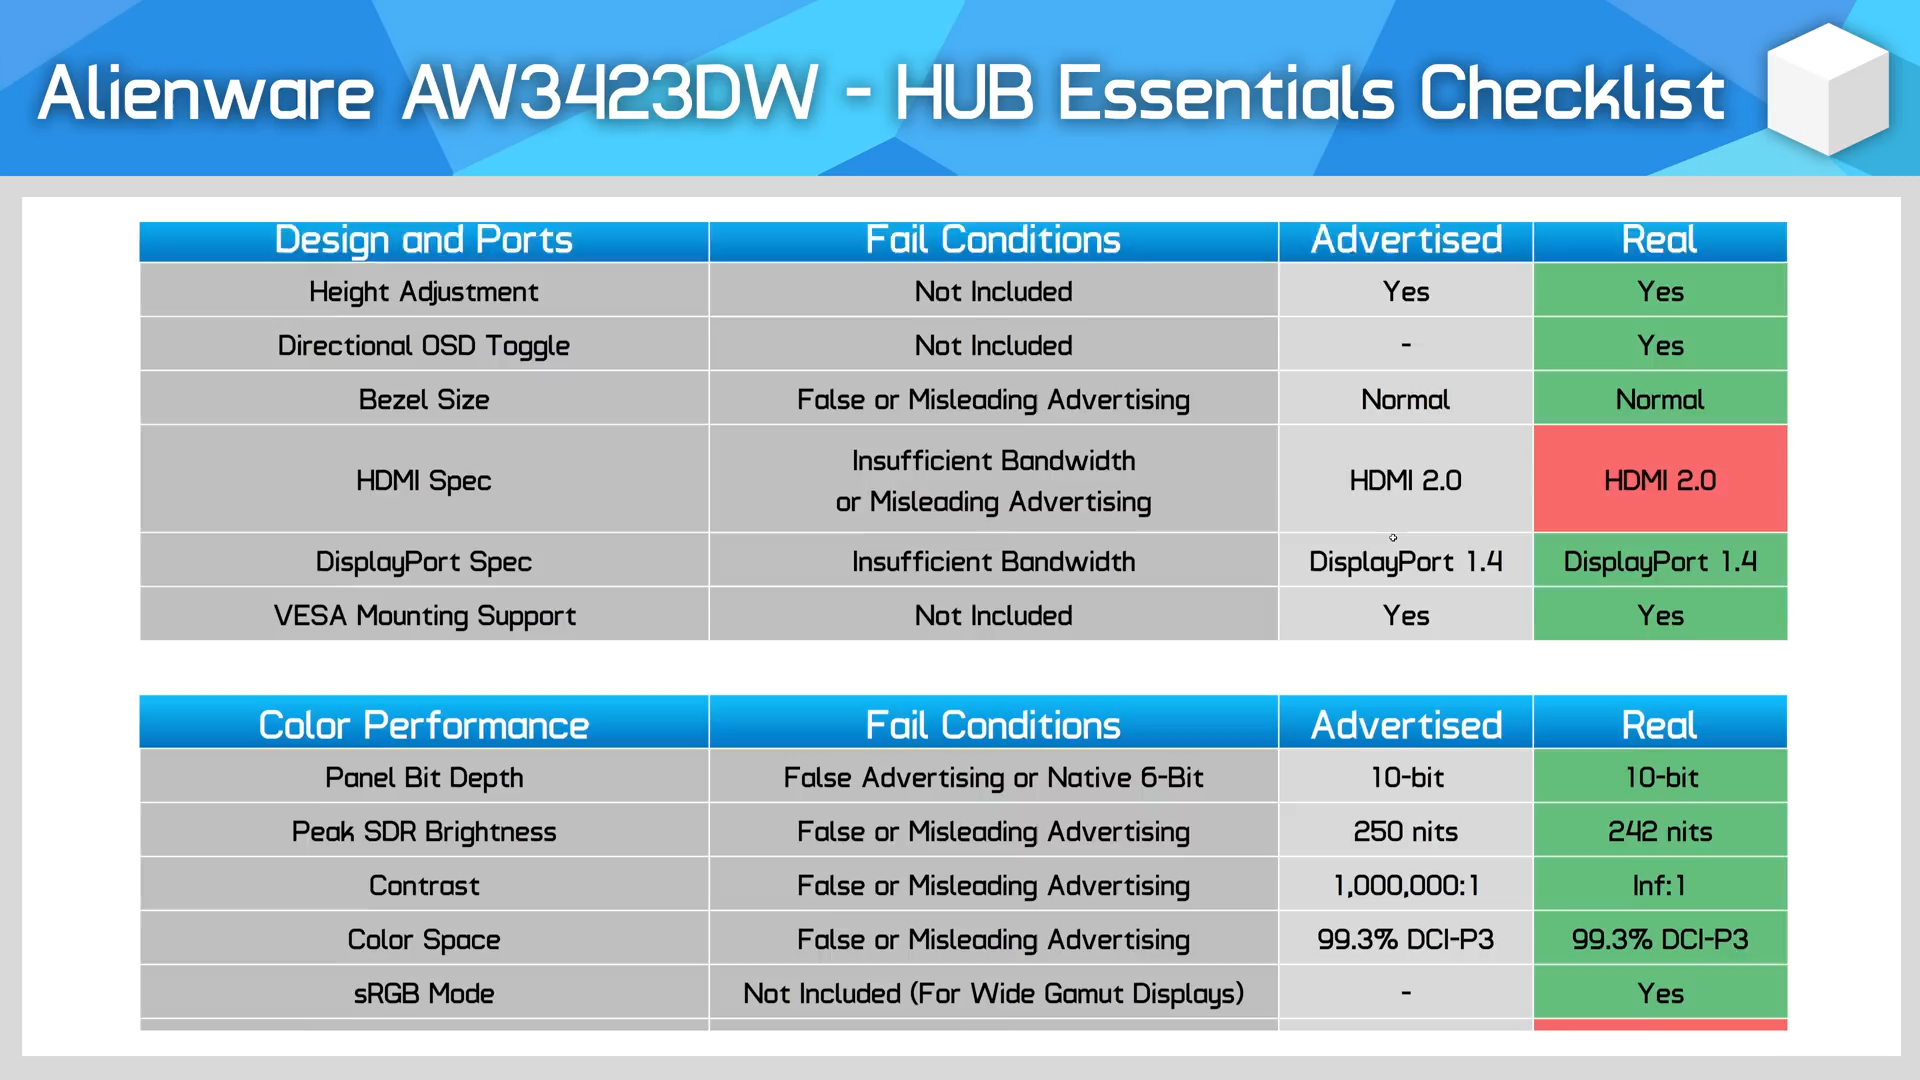 Alienware AW3423DW - HUB Essentials Checklist
Design and Ports Fail Conditions Advertised Real
Height Adjustment Not Included Yes Yes
Directional OSD Toggle Not Included - Yes
Bezel Size False or Misleading Advertising Normal Normal
HDMI Spec Insufficient Bandwidth
or Misleading Advertising HDMI 2.0 HDMI 2.0
DisplayPort Spec Insufficient Bandwidth DisplayPort 1.4 DisplayPort 1.4
VESA Mounting Support Not Included Yes Yes
Color Performance Fail Conditions Advertised Real
Panel Bit Depth False Advertising or Native 6-Bit 10-bit 10-bit
Peak SDR Brightness False or Misleading Advertising 250 nits 242 nits
Contrast False or Misleading Advertising 1,000,000:1 Inf:1
Color Space False or Misleading Advertising 99.3% DCI-P3 99.3% DCI-P3
sRGB Mode Not Included (For Wide Gamut Displays) - Yes